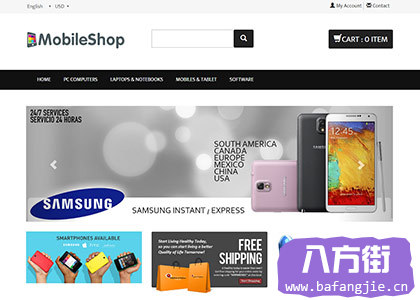 English USD
My Account Contact
MobileShop
CART : 0 ITEM
HOME PC COMPUTERS LAPTOPS & NOTEBOOKS MOBILES & TABLET SOFTWARE
24/7 SERVICES
SERVICIO 24 HORAS
SOUTH AMERICA
CANADA
EUROPE
MEXICO
CHINA
USA
SAMSUNG
SAMSUNG INSTANT / EXPRESS
SMARTPHONES AVAILABLE
Start Living Healthy Today,
so you can start living a better
Quality of Life Tomorrow!
FREE
SHIPPING
八方街
www.bafangjie.cn